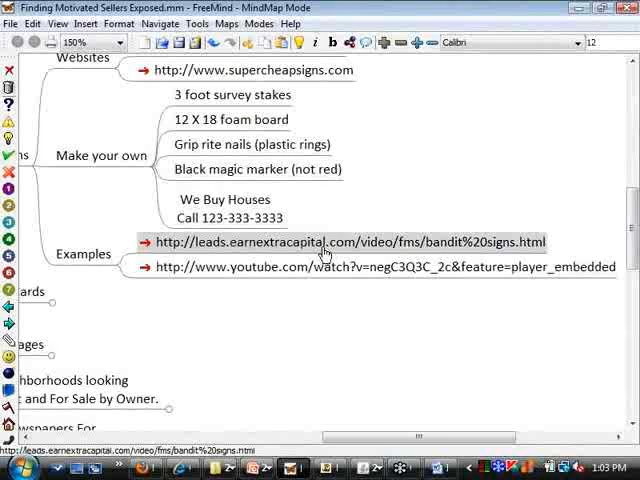 Finding Motivated Sellers Exposed.mm - FreeMind - MindMap Mode
File Edit View Insert Format Navigate Tools Maps Modes Help
150% Calibri 12
Websites
http://www.supercheapsigns.com
3 foot survey stakes
12 X 18 foam board
Make your own
Grip rite nails (plastic rings)
Black magic marker (not red)
We Buy Houses
Call 123-333-3333
Examples
http://leads.earnextracapital.com/video/fms/bandit%20signs.html
http://www.youtube.com/watch?v=negC3Q3C_2c&feature=player_embedded
ards
ages
hborhoods looking
t and For Sale by Owner.
wspapers For
http://leads.earnextracapital.com/video/fms/bandit%20signs.html
1:03 PM